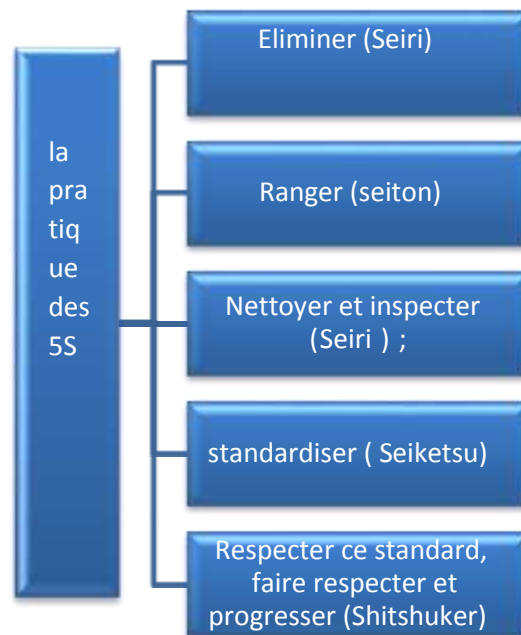 la
pra
tiq
ue
des
5S
Eliminer (Seiri)
Ranger (seiton)
Nettoyer et inspecter
(Seiri ) ;
standardiser ( Seiketsu)
Respecter ce standard,
faire respecter et
progresser (Shitshuker)